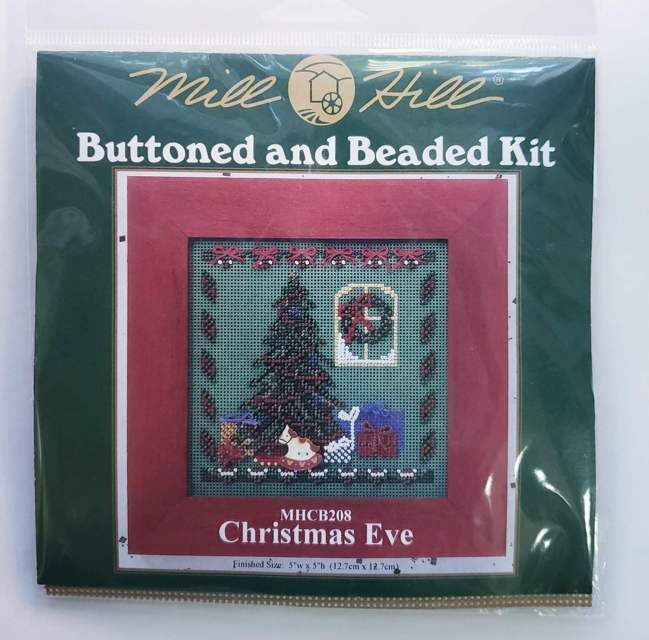 Mill Hill®
Buttoned and Beaded Kit
MHCB208
Christmas Eve
Finished Size: 5"w x 5"h (12.7cm x 12.7cm)